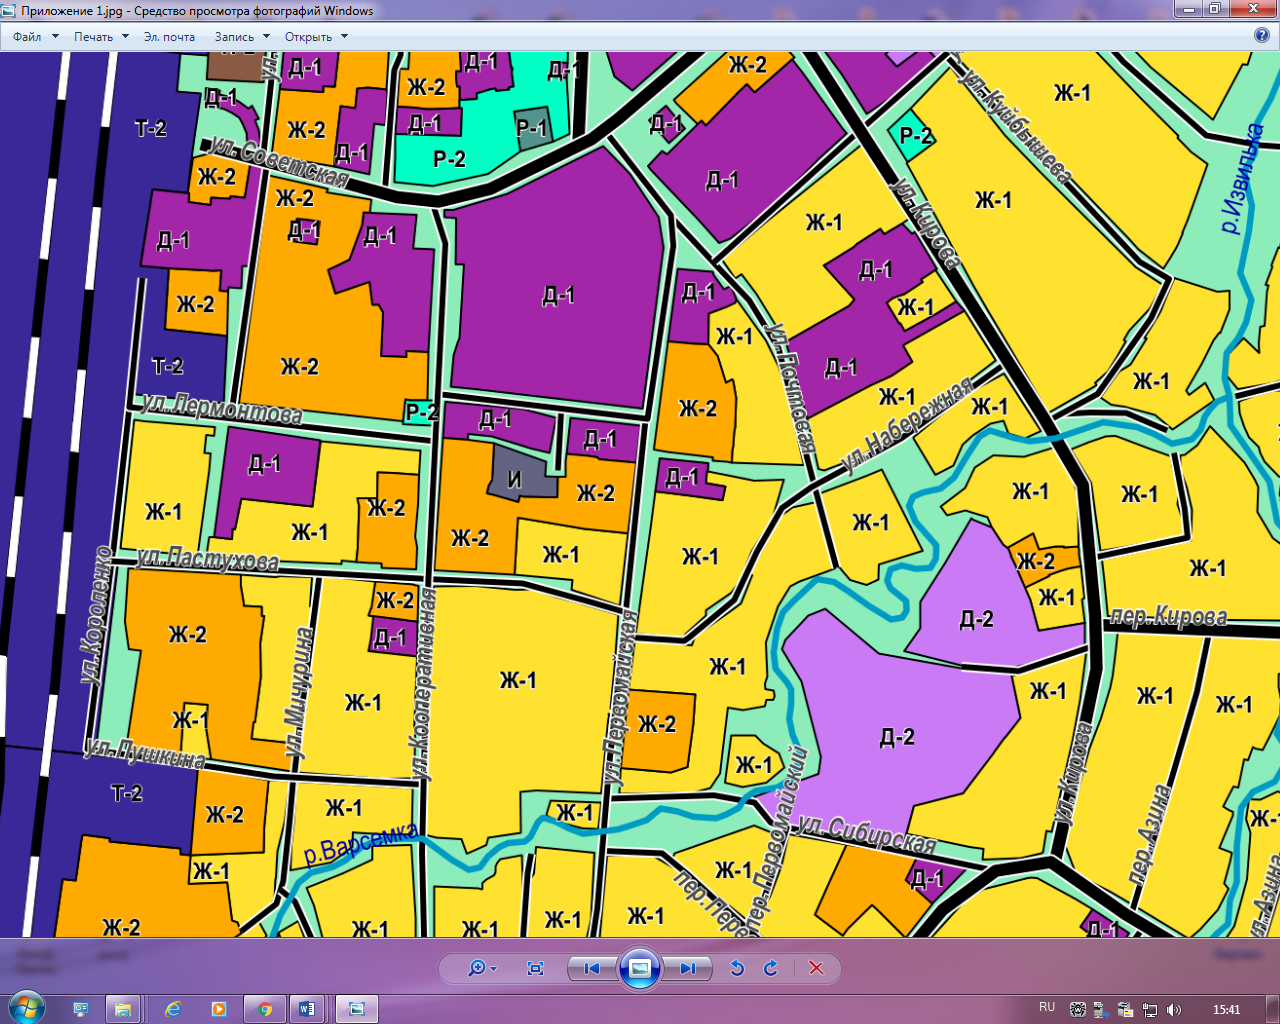 Приложение 1.jpg - Средство просмотра фотографий Windows
Файл Печать Эл. почта Запись Открыть
Д-1 Ж-2 Д-1 Д-1 Ж-2 Ж-1
Д-1 Ж-2
Т-2 Ж-2 Д-1 Р-1 Д-1 Р-2 ул. Куйбышева
ул. Советская Д-1 Р-2 р.Извилька
Ж-2 Ж-2 Д-1 Ж-1 ул. Кирова Ж-1
Д-1 Д-1 Д-1 Ж-1
Ж-2 Д-1 Д-1 Д-1 Ж-1
Т-2 Ж-2 Ж-1 ул. Почтовая Д-1 Ж-1
ул. Лермонтова Р-2 Д-1 Ж-2 Ж-1 ул. Набережная Ж-1
Д-1 Д-1
Д-1 И Ж-2 Д-1 Ж-1 Ж-1
Ж-1 Ж-1 Ж-2 Ж-2 Ж-1 Ж-1 Ж-1
ул. Пастухова Ж-2 Ж-1
ул. Короленко Ж-2 Ж-2 Ж-1
Д-1 Д-2 пер.Кирова
ул. Мичурина ул. Кооперативная ул. Первомайская
Ж-1 Ж-1 Ж-1 Ж-1 Ж-1 Ж-1
Ж-1 Ж-2 Д-2
ул. Пушкина Ж-1 ул. Кирова
Т-2 Ж-2 Ж-1 Ж-1 пер.Первомайский ул. Сибирская пер. Азина Ж-1
р.Варсемка
Ж-1 Ж-1 Д-1
Ж-2 Ж-1 Ж-1 Ж-1 Ж-1 Д-1
RU 15:41